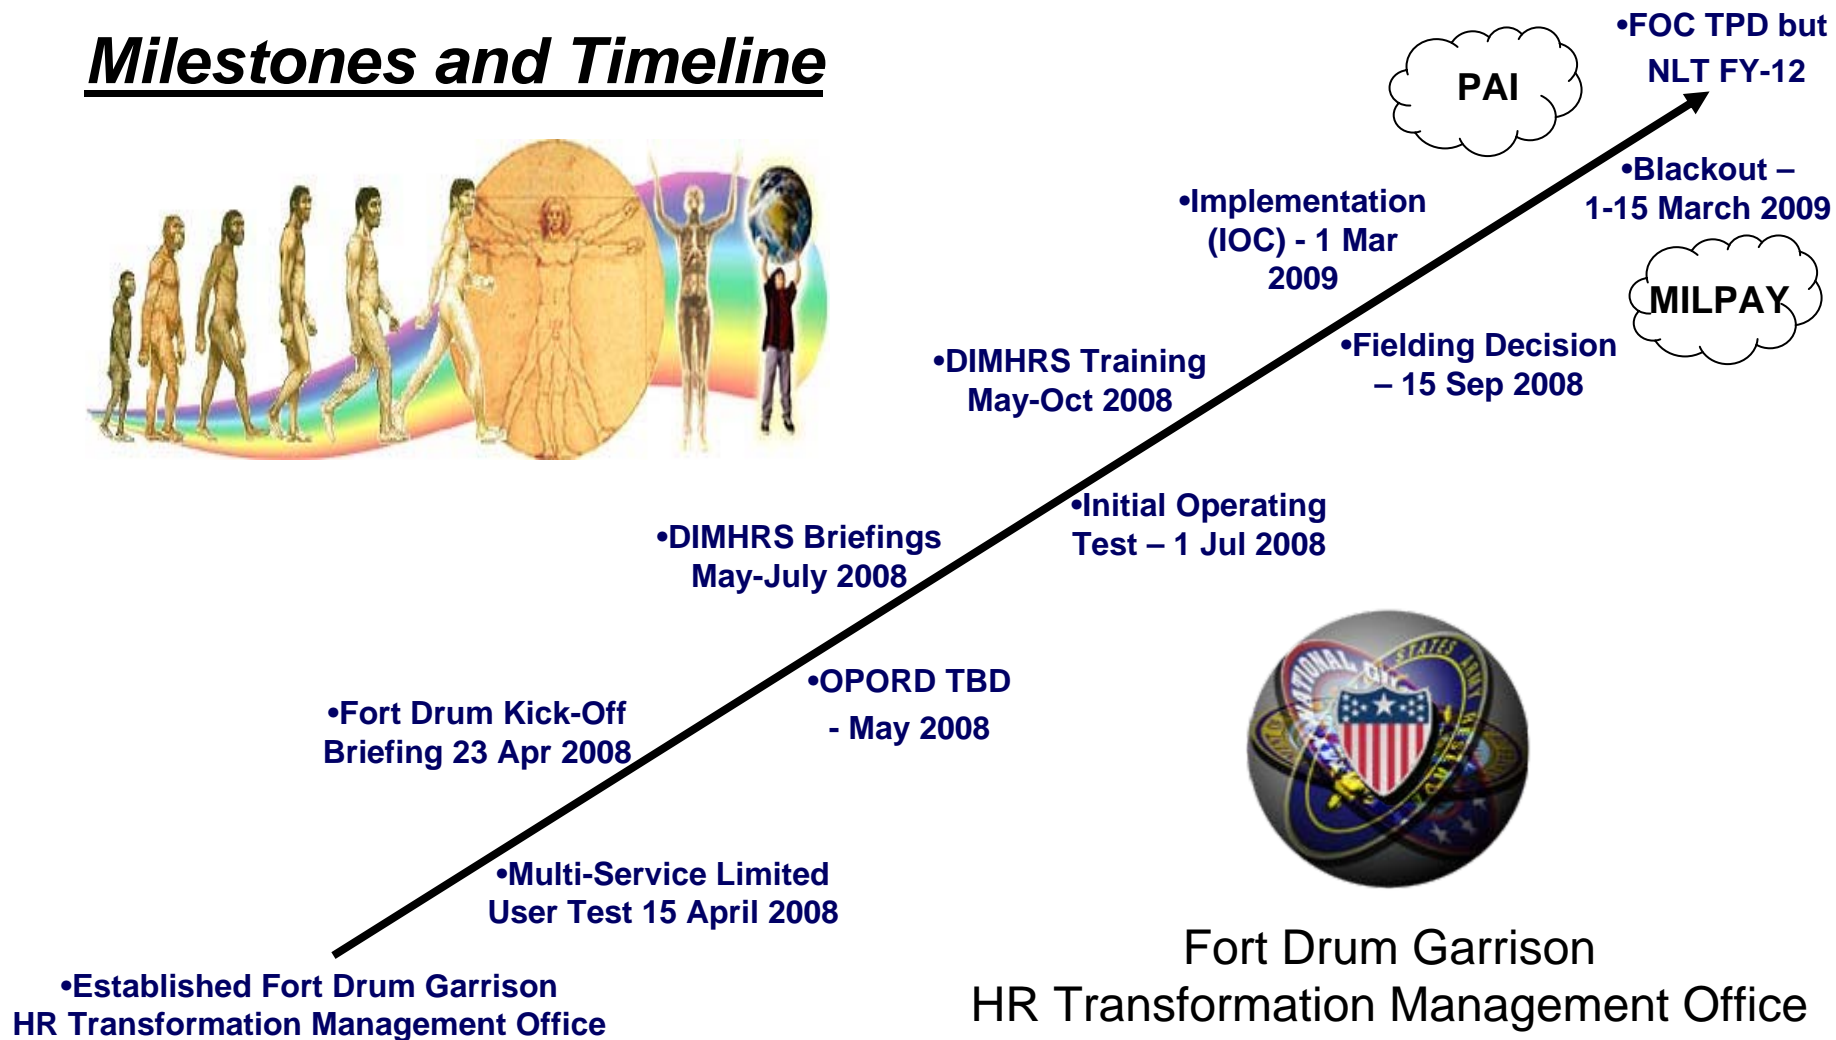 Milestones and Timeline
PAI
•FOC TPD but
NLT FY-12
•Blackout –
1-15 March 2009
•Implementation
(IOC) - 1 Mar
2009
MILPAY
•Fielding Decision
– 15 Sep 2008
•DIMHRS Training
May-Oct 2008
•Initial Operating
Test – 1 Jul 2008
•DIMHRS Briefings
May-July 2008
•OPORD TBD
- May 2008
•Fort Drum Kick-Off
Briefing 23 Apr 2008
•Multi-Service Limited
User Test 15 April 2008
•Established Fort Drum Garrison
HR Transformation Management Office
STATES ARMY
Fort Drum Garrison
HR Transformation Management Office